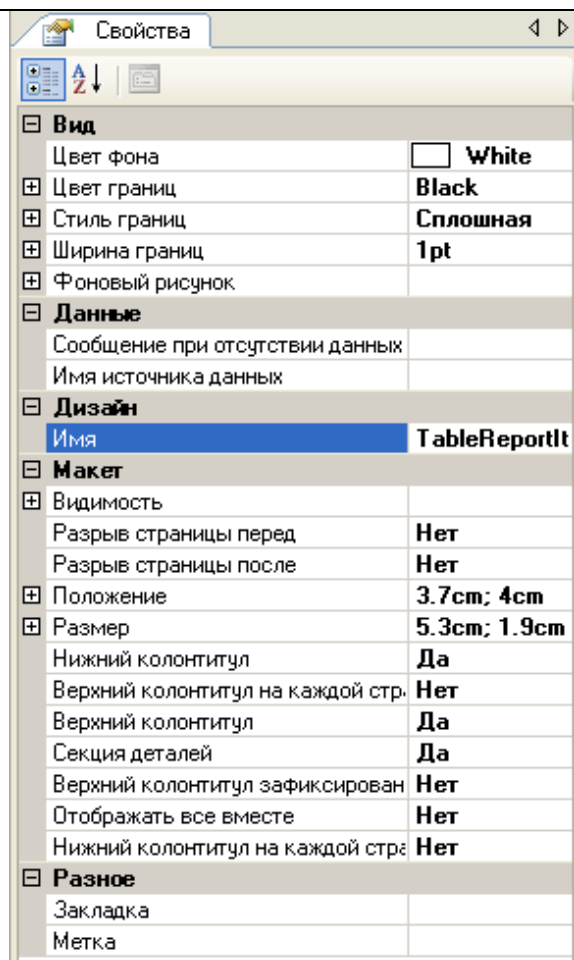 Свойства
Вид
Цвет фона White
Цвет границ Black
Стиль границ Сплошная
Ширина границ 1pt
Фоновый рисунок
Данные
Сообщение при отсутствии данных
Имя источника данных
Дизайн
Имя TableReportIt
Макет
Видимость
Разрыв страницы перед Нет
Разрыв страницы после Нет
Положение 3.7cm; 4cm
Размер 5.3cm; 1.9cm
Нижний колонтитул Да
Верхний колонтитул на каждой стр Нет
Верхний колонтитул Да
Секция деталей Да
Верхний колонтитул зафиксирован Нет
Отображать все вместе Нет
Нижний колонтитул на каждой стра Нет
Разное
Закладка
Метка